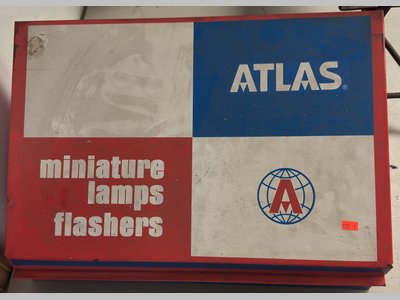 ATLAS®
miniature
lamps
flashers
A